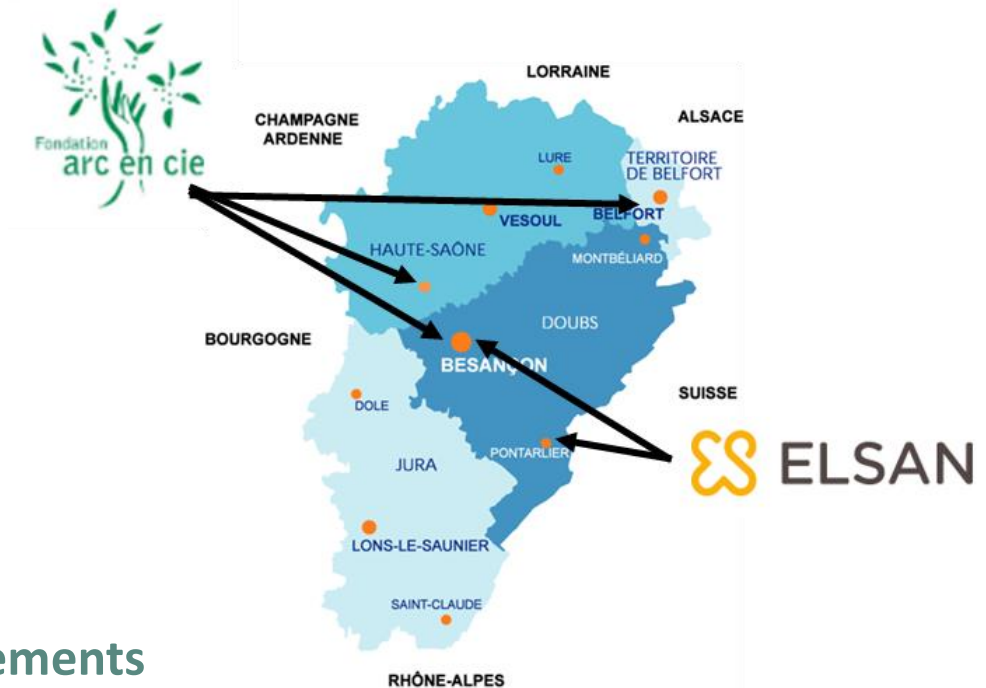 Fondation
arc en cie
LORRAINE
CHAMPAGNE
ARDENNE
ALSACE
LURE
TERRITOIRE
DE BELFORT
VESOUL
BELFORT
HAUTE-SAÔNE
MONTBÉLIARD
DOUBS
BOURGOGNE
BESANÇON
SUISSE
DOLE
PONTARLIER
ELSAN
JURA
LONS-LE-SAUNIER
SAINT-CLAUDE
ements
RHÔNE-ALPES